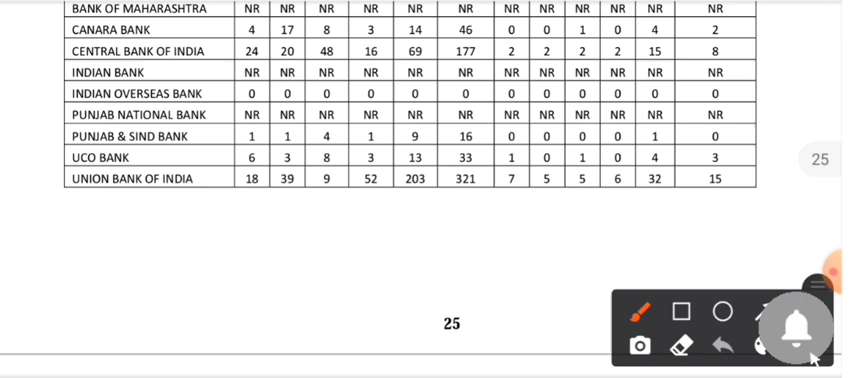 BANK OF MAHARASHTRA NR NR NR NR NR NR NR NR NR NR NR NR
CANARA BANK 4 17 8 3 14 46 0 0 1 0 4 2
CENTRAL BANK OF INDIA 24 20 48 16 69 177 2 2 2 2 15 8
INDIAN BANK NR NR NR NR NR NR NR NR NR NR NR NR
INDIAN OVERSEAS BANK 0 0 0 0 0 0 0 0 0 0 0 0
PUNJAB NATIONAL BANK NR NR NR NR NR NR NR NR NR NR NR NR
PUNJAB & SIND BANK 1 1 4 1 9 16 0 0 0 0 1 0
UCO BANK 6 3 8 3 13 33 1 0 1 0 4 3
UNION BANK OF INDIA 18 39 9 52 203 321 7 5 5 6 32 15
25
25